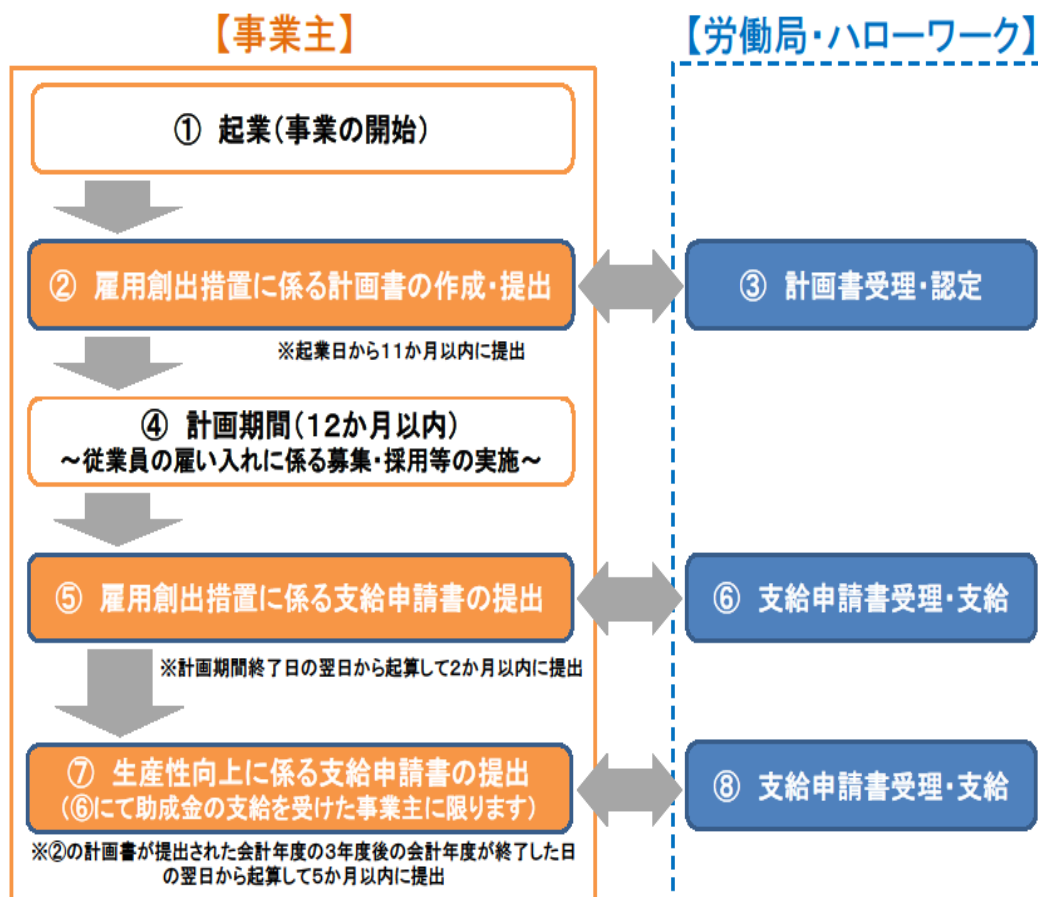 【事業主】
【労働局・ハローワーク】
① 起業(事業の開始)
② 雇用創出措置に係る計画書の作成・提出
③ 計画書受理・認定
※起業日から11か月以内に提出
④ 計画期間(12か月以内)
～従業員の雇い入れに係る募集・採用等の実施～
⑤ 雇用創出措置に係る支給申請書の提出
⑥ 支給申請書受理・支給
※計画期間終了日の翌日から起算して2か月以内に提出
⑦ 生産性向上に係る支給申請書の提出
(⑥にて助成金の支給を受けた事業主に限ります)
⑧ 支給申請書受理・支給
※②の計画書が提出された会計年度の3年度後の会計年度が終了した日
の翌日から起算して5か月以内に提出